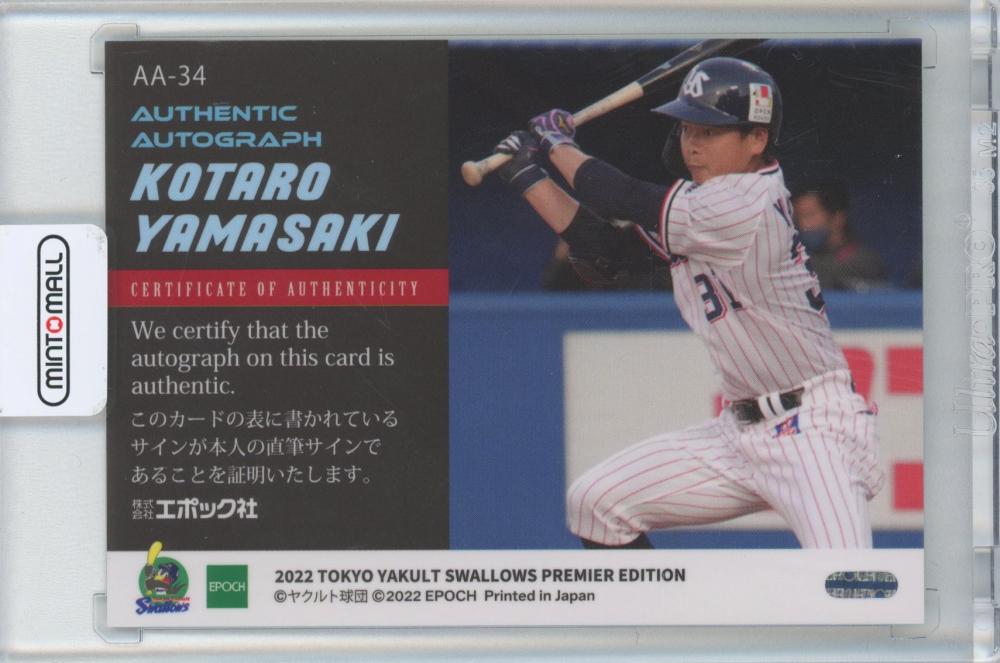 AA-34
AUTHENTIC
AUTOGRAPH
KOTARO
YAMASAKI
CERTIFICATE OF AUTHENTICITY
We certify that the
autograph on this card is
authentic.
このカードの表に書かれている
サインが本人の直筆サインで
あることを証明いたします。
株式会社エポック社
Swallows
EPOCH
2022 TOKYO YAKULT SWALLOWS PREMIER EDITION
©ヤクルト球団 ©2022 EPOCH Printed in Japan
MINTOMALL
31
YS
Ultra PRO